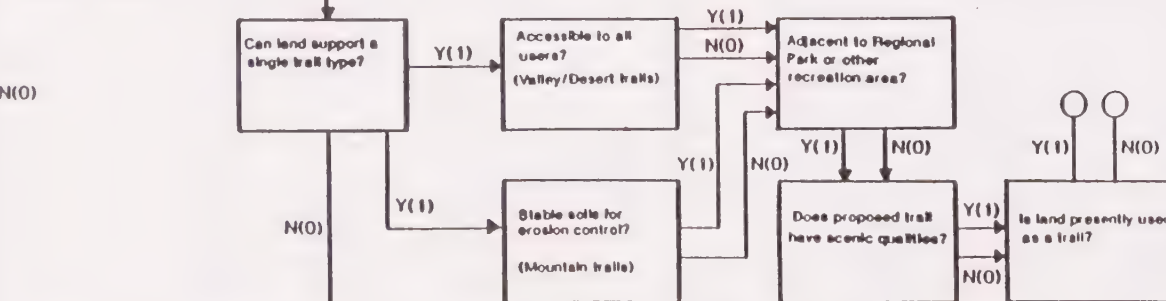 N(0)
Can land support a
single trail type?
Y(1)
N(0)
Y(1)
Accessible to all
users?
(Valley/Desert trails)
Y(1)
N(0)
Stable soils for
erosion control?
(Mountain trails)
Y(1)
N(0)
Adjacent to Regional
Park or other
recreation area?
Y(1)
N(0)
Does proposed trail
have scenic qualities?
Y(1)
N(0)
Is land presently used
as a trail?
Y(1)
N(0)